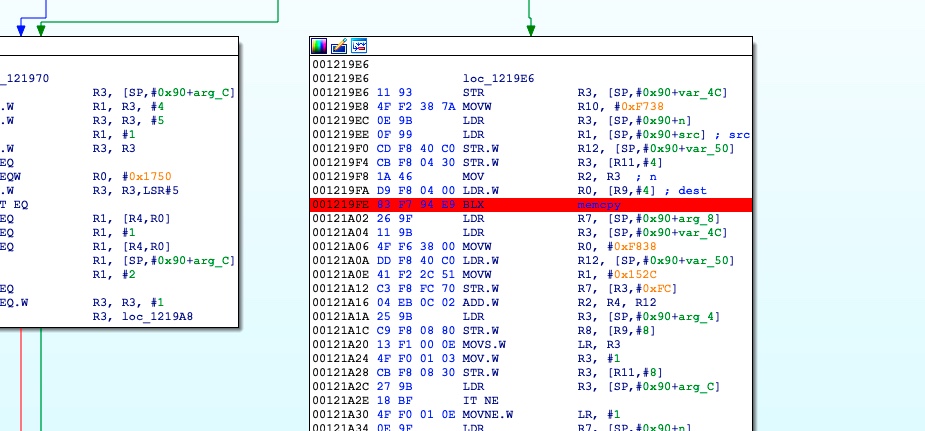 _121970
R3, [SP,#0x90+arg_C]
.W R1, R3, #4
.W R3, R3, #5
R1, #1
.W R3, R3
EQ
EQW R0, #0x1750
.W R3, R3,LSR#5
T EQ
EQ R1, [R4,R0]
EQ R1, #1
EQ R1, [R4,R0]
R1, [SP,#0x90+arg_C]
R1, #2
EQ
EQ.W R3, R3, #1
R3, loc_1219A8
001219E6
001219E6 loc_1219E6
001219E6 11 93 STR R3, [SP,#0x90+var_4C]
001219E8 4F F2 38 7A MOVW R10, #0xF738
001219EC 0E 9B LDR R3, [SP,#0x90+n]
001219EE 0F 99 LDR R1, [SP,#0x90+src] ; src
001219F0 CD F8 40 C0 STR.W R12, [SP,#0x90+var_50]
001219F4 CB F8 04 30 STR.W R3, [R11,#4]
001219F8 1A 46 MOV R2, R3 ; n
001219FA D9 F8 04 00 LDR.W R0, [R9,#4] ; dest
001219FE 83 F7 94 E9 BLX memcpy
00121A02 26 9F LDR R7, [SP,#0x90+arg_8]
00121A04 11 9B LDR R3, [SP,#0x90+var_4C]
00121A06 4F F6 38 00 MOVW R0, #0xF838
00121A0A DD F8 40 C0 LDR.W R12, [SP,#0x90+var_50]
00121A0E 41 F2 2C 51 MOVW R1, #0x152C
00121A12 C3 F8 FC 70 STR.W R7, [R3,#0xFC]
00121A16 04 EB 0C 02 ADD.W R2, R4, R12
00121A1A 25 9B LDR R3, [SP,#0x90+arg_4]
00121A1C C9 F8 08 80 STR.W R8, [R9,#8]
00121A20 13 F1 00 0E MOVS.W LR, R3
00121A24 4F F0 01 03 MOV.W R3, #1
00121A28 CB F8 08 30 STR.W R3, [R11,#8]
00121A2C 27 9B LDR R3, [SP,#0x90+arg_C]
00121A2E 18 BF IT NE
00121A30 4F F0 01 0E MOVNE.W LR, #1
00121A34 0E 9F LDR R7, [SP,#0x90+n]